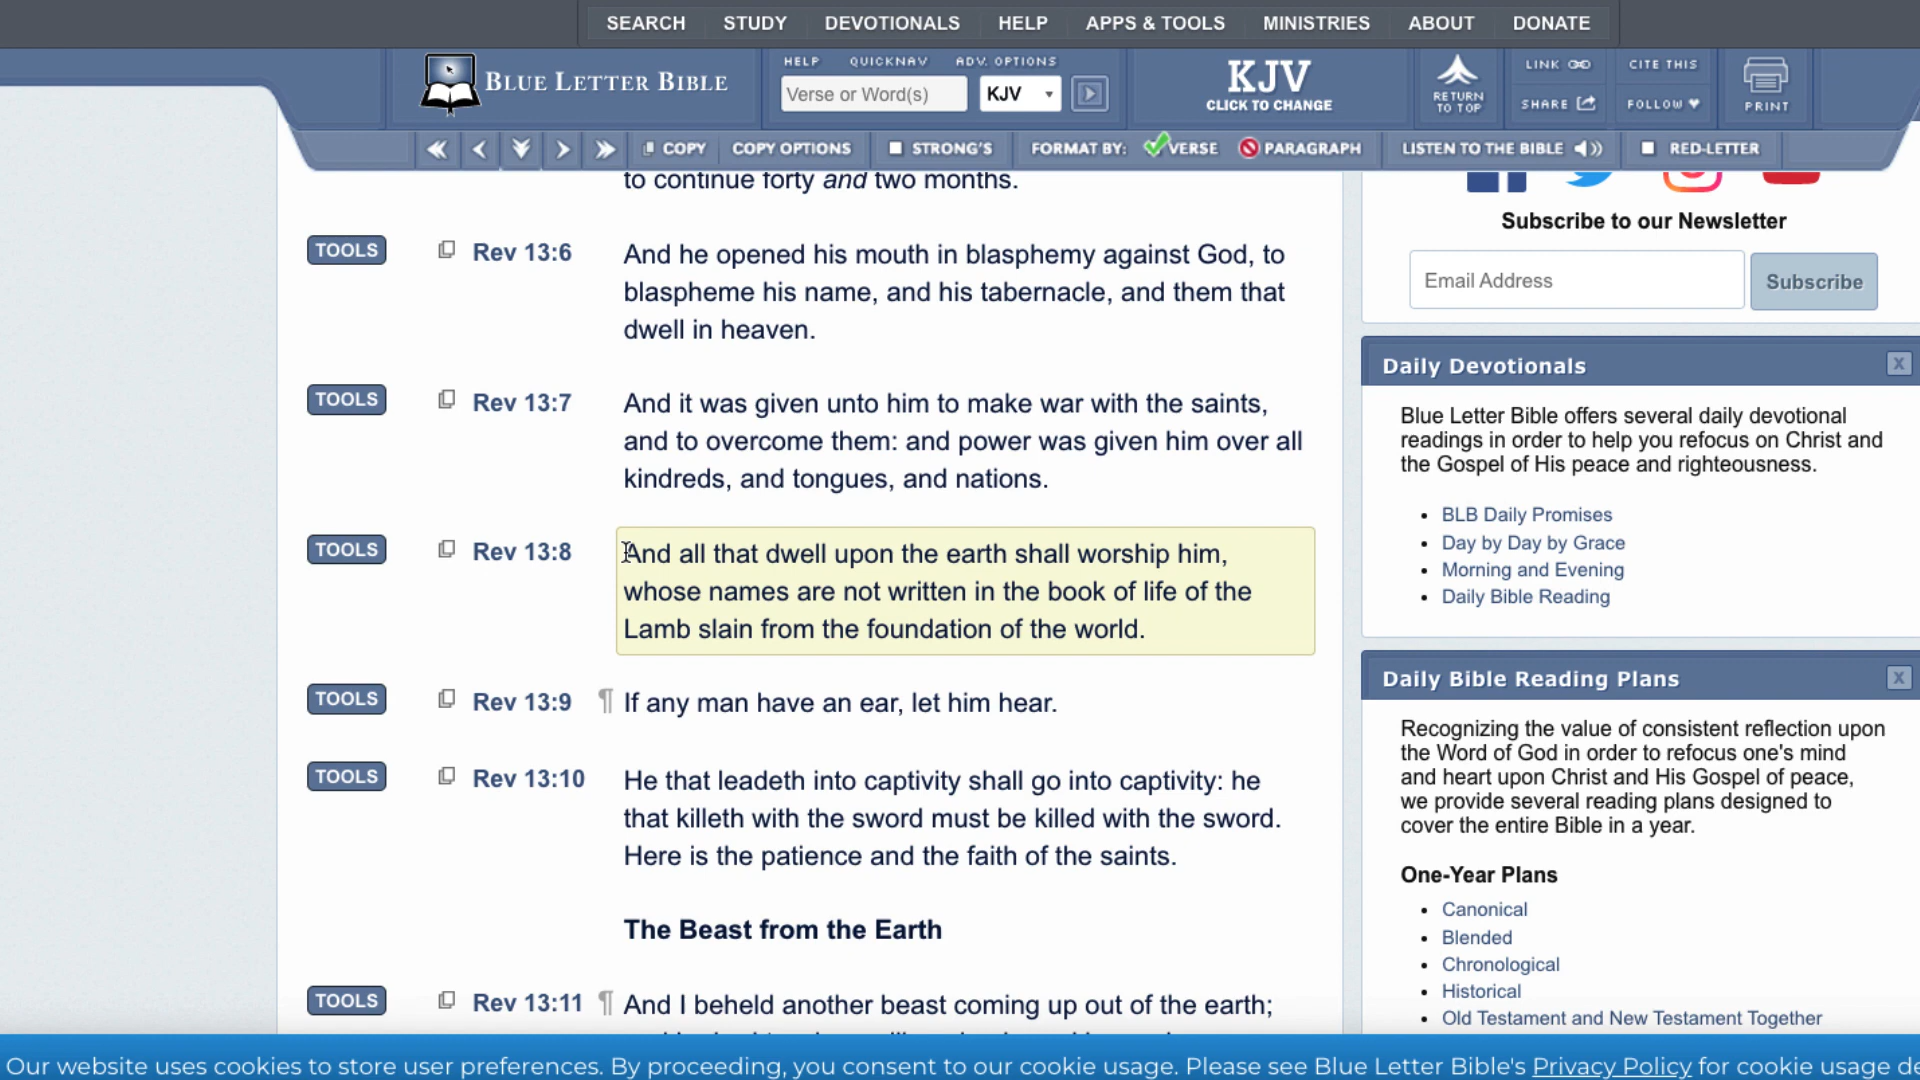 SEARCH STUDY DEVOTIONALS HELP APPS & TOOLS MINISTRIES ABOUT DONATE
BLUE LETTER BIBLE
HELP QUICKNAV ADV. OPTIONS
Verse or Word(s) KJV
KJV
CLICK TO CHANGE
RETURN
TO TOP
LINK
SHARE
CITE THIS
FOLLOW
PRINT
COPY COPY OPTIONS STRONG'S FORMAT BY: VERSE PARAGRAPH LISTEN TO THE BIBLE RED-LETTER
to continue forty and two months.
TOOLS Rev 13:6 And he opened his mouth in blasphemy against God, to
blaspheme his name, and his tabernacle, and them that
dwell in heaven.
TOOLS Rev 13:7 And it was given unto him to make war with the saints,
and to overcome them: and power was given him over all
kindreds, and tongues, and nations.
TOOLS Rev 13:8 And all that dwell upon the earth shall worship him,
whose names are not written in the book of life of the
Lamb slain from the foundation of the world.
TOOLS Rev 13:9 ¶ If any man have an ear, let him hear.
TOOLS Rev 13:10 He that leadeth into captivity shall go into captivity: he
that killeth with the sword must be killed with the sword.
Here is the patience and the faith of the saints.
The Beast from the Earth
TOOLS Rev 13:11 ¶ And I beheld another beast coming up out of the earth;
Subscribe to our Newsletter
Email Address Subscribe
Daily Devotionals X
Blue Letter Bible offers several daily devotional
readings in order to help you refocus on Christ and
the Gospel of His peace and righteousness.
• BLB Daily Promises
• Day by Day by Grace
• Morning and Evening
• Daily Bible Reading
Daily Bible Reading Plans X
Recognizing the value of consistent reflection upon
the Word of God in order to refocus one's mind
and heart upon Christ and His Gospel of peace,
we provide several reading plans designed to
cover the entire Bible in a year.
One-Year Plans
• Canonical
• Blended
• Chronological
• Historical
• Old Testament and New Testament Together
Our website uses cookies to store user preferences. By proceeding, you consent to our cookie usage. Please see Blue Letter Bible's Privacy Policy for cookie usage de